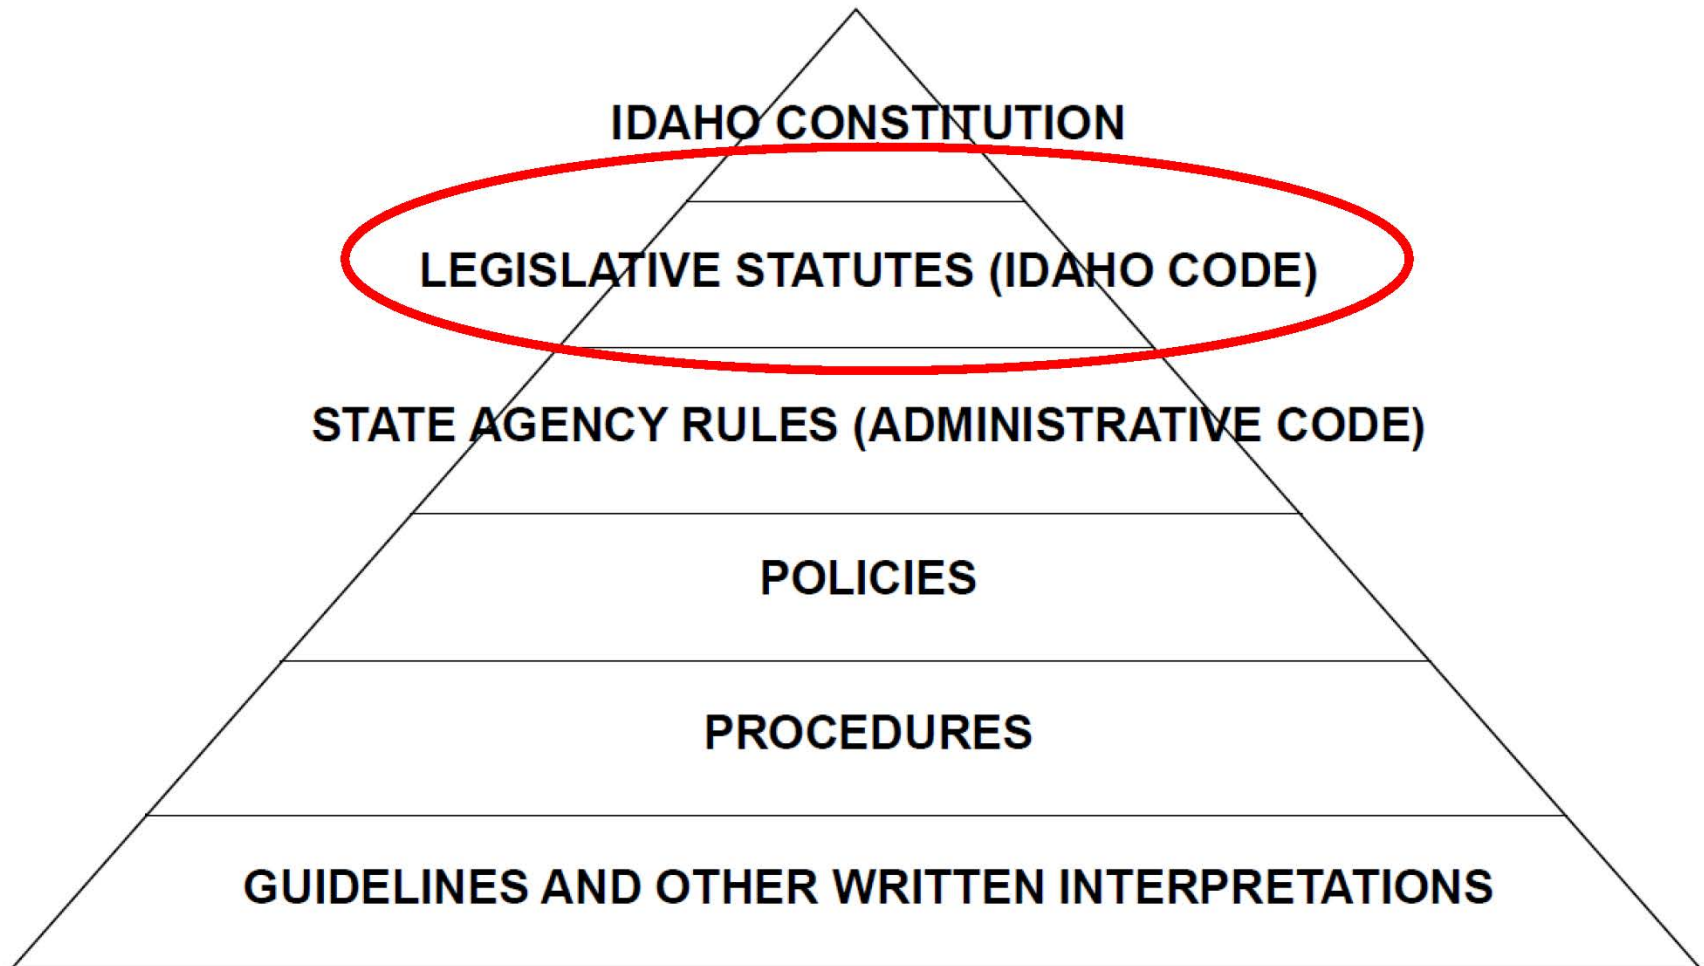 IDAHO CONSTITUTION
LEGISLATIVE STATUTES (IDAHO CODE)
STATE AGENCY RULES (ADMINISTRATIVE CODE)
POLICIES
PROCEDURES
GUIDELINES AND OTHER WRITTEN INTERPRETATIONS